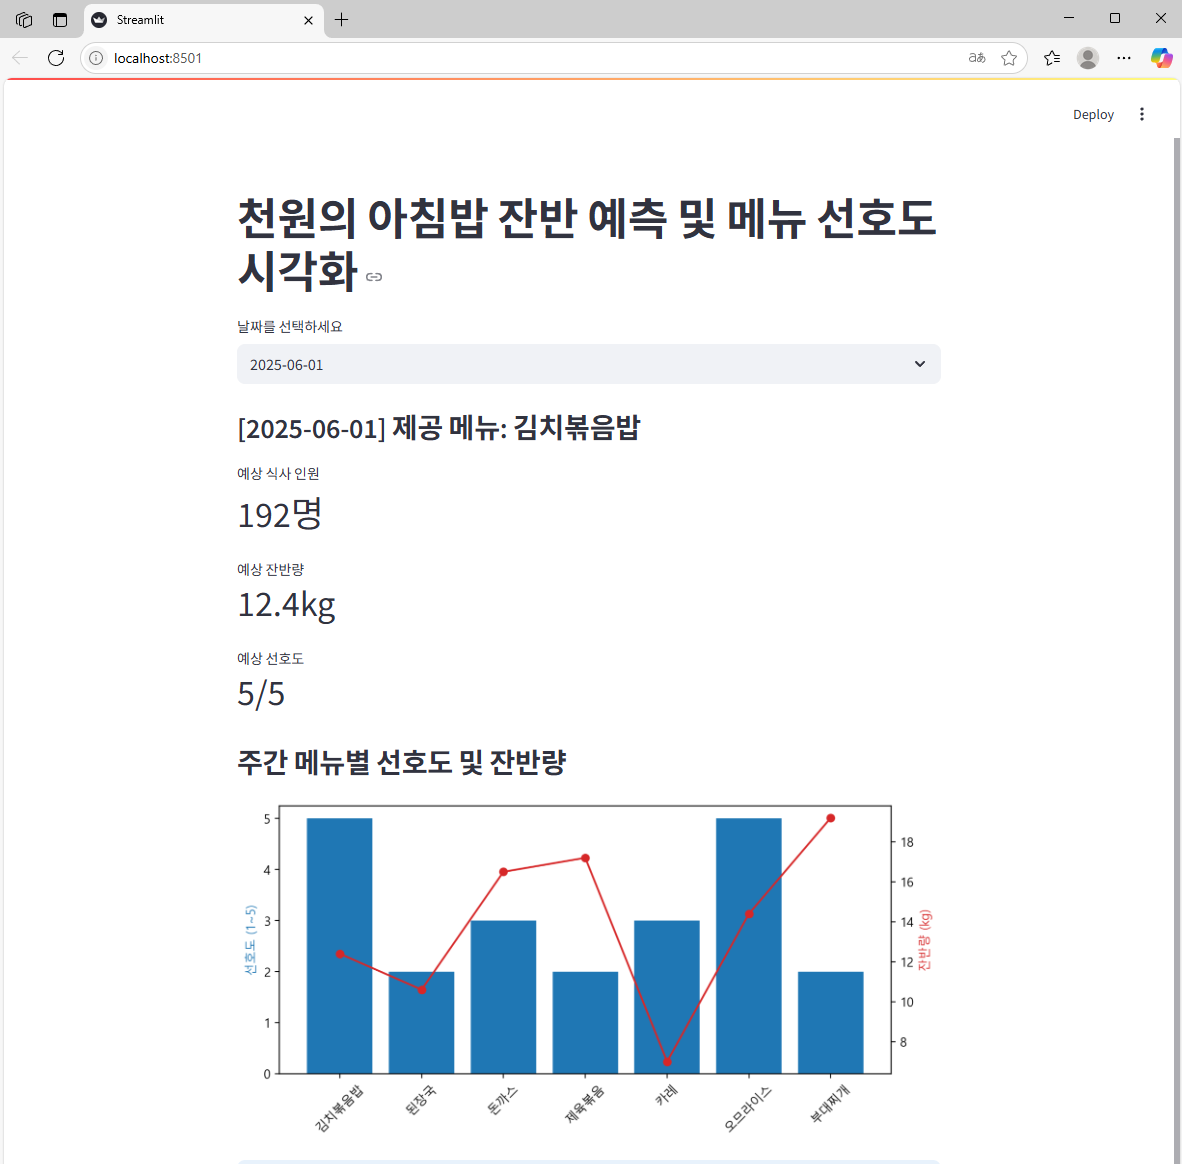 Streamlit
localhost:8501
aあ
Deploy
천원의 아침밥 잔반 예측 및 메뉴 선호도
시각화
날짜를 선택하세요
2025-06-01
[2025-06-01] 제공 메뉴: 김치볶음밥
예상 식사 인원
192명
예상 잔반량
12.4kg
예상 선호도
5/5
주간 메뉴별 선호도 및 잔반량
5
4
3
2
1
0
선호도 (1~5)
18
16
14
12
10
8
잔반량 (kg)
김치볶음밥
된장국
돈까스
제육볶음
카레
오므라이스
부대찌개